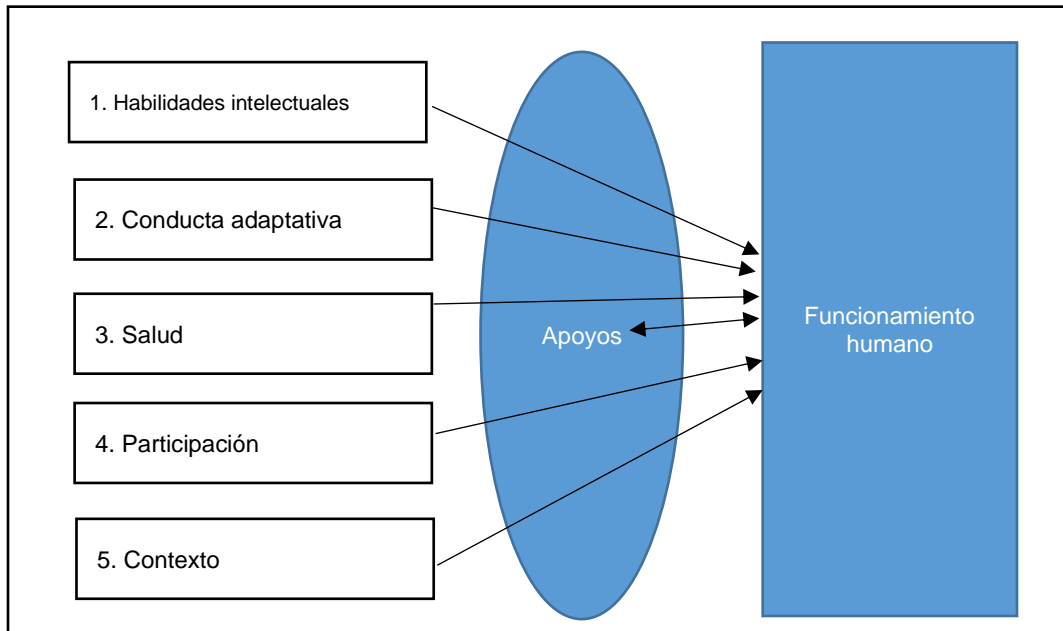 1. Habilidades intelectuales
2. Conducta adaptativa
3. Salud
4. Participación
5. Contexto
Apoyos
Funcionamiento
humano